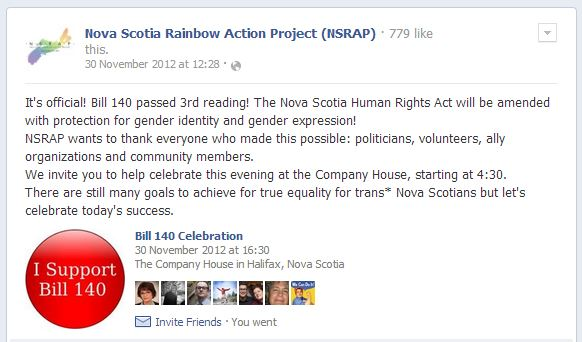 Nova Scotia Rainbow Action Project (NSRAP) · 779 like
this.
30 November 2012 at 12:28 ·
It's official! Bill 140 passed 3rd reading! The Nova Scotia Human Rights Act will be amended
with protection for gender identity and gender expression!
NSRAP wants to thank everyone who made this possible: politicians, volunteers, ally
organizations and community members.
We invite you to help celebrate this evening at the Company House, starting at 4:30.
There are still many goals to achieve for true equality for trans* Nova Scotians but let's
celebrate today's success.
I Support
Bill 140
Bill 140 Celebration
30 November 2012 at 16:30
The Company House in Halifax, Nova Scotia
We Can Do It!
Invite Friends · You went